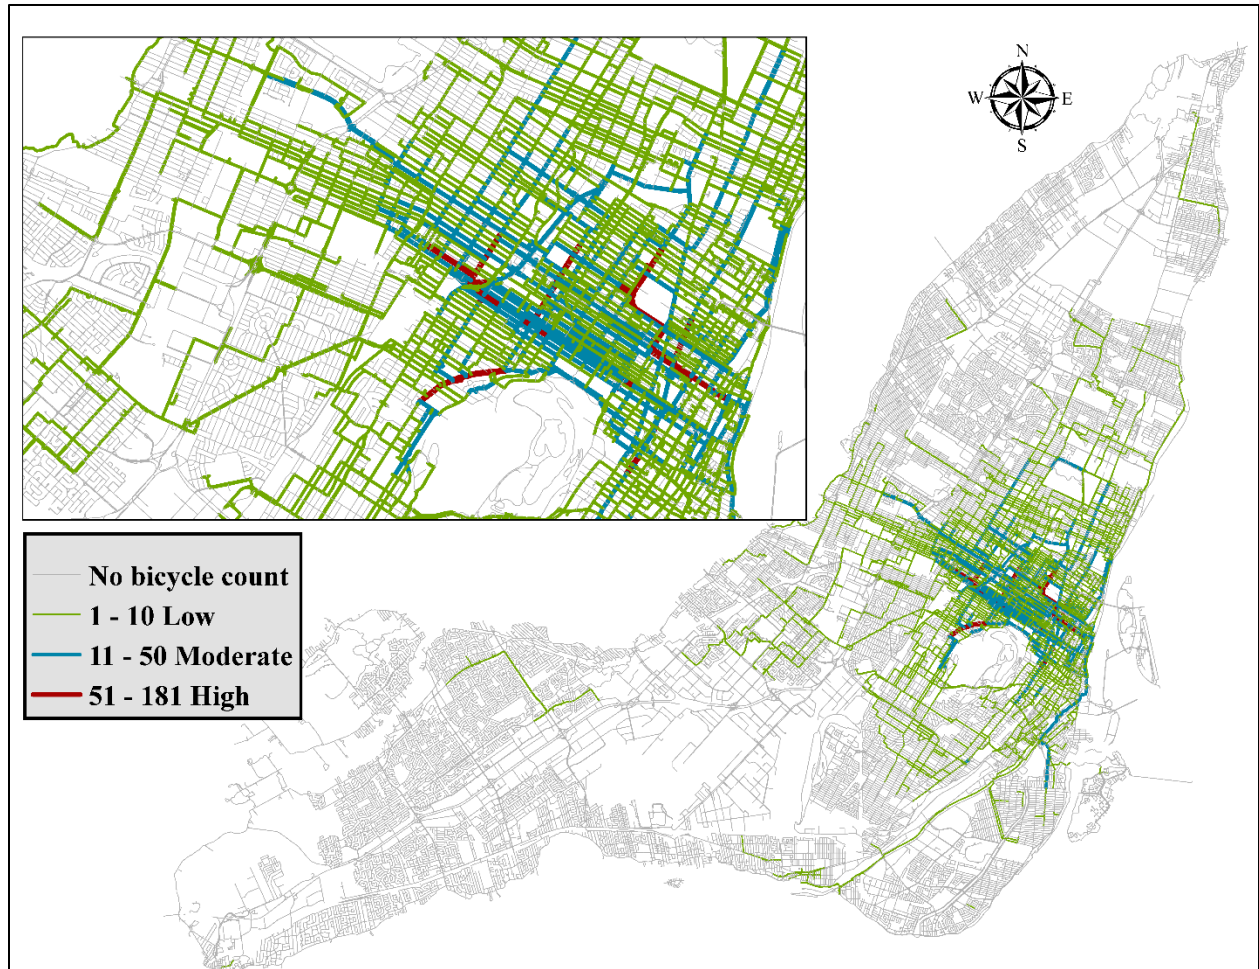 N
W E
S
No bicycle count
1 - 10 Low
11 - 50 Moderate
51 - 181 High